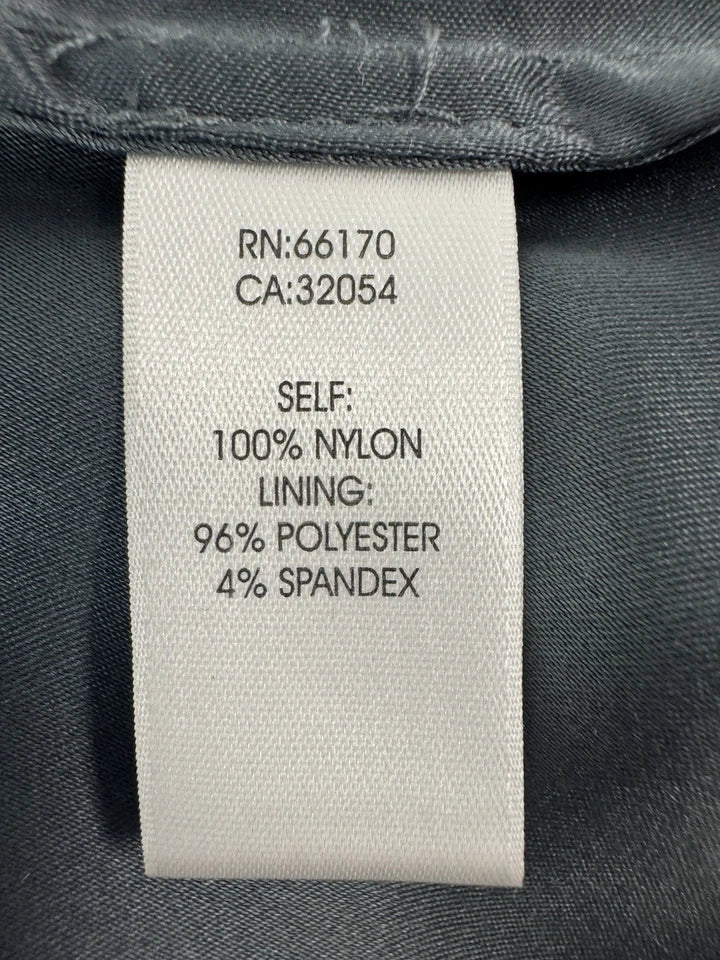 RN:66170
CA:32054
SELF:
100% NYLON
LINING:
96% POLYESTER
4% SPANDEX